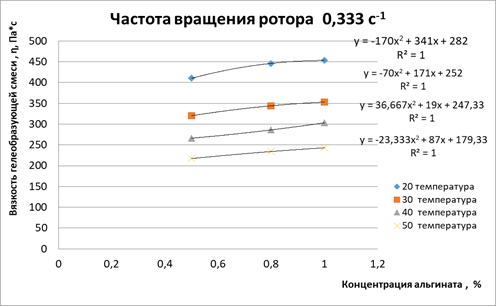 Частота вращения ротора 0,333 с⁻¹
Вязкость гелеобразующей смеси , η, Па*с
500
450
400
350
300
250
200
150
100
50
0
y = -170x² + 341x + 282
R² = 1
y = -70x² + 171x + 252
R² = 1
y = 36,667x² + 19x + 247,33
R² = 1
y = -23,333x² + 87x + 179,33
R² = 1
20 температура
30 температура
40 температура
50 температура
0 0,2 0,4 0,6 0,8 1 1,2
Концентрация альгината , %